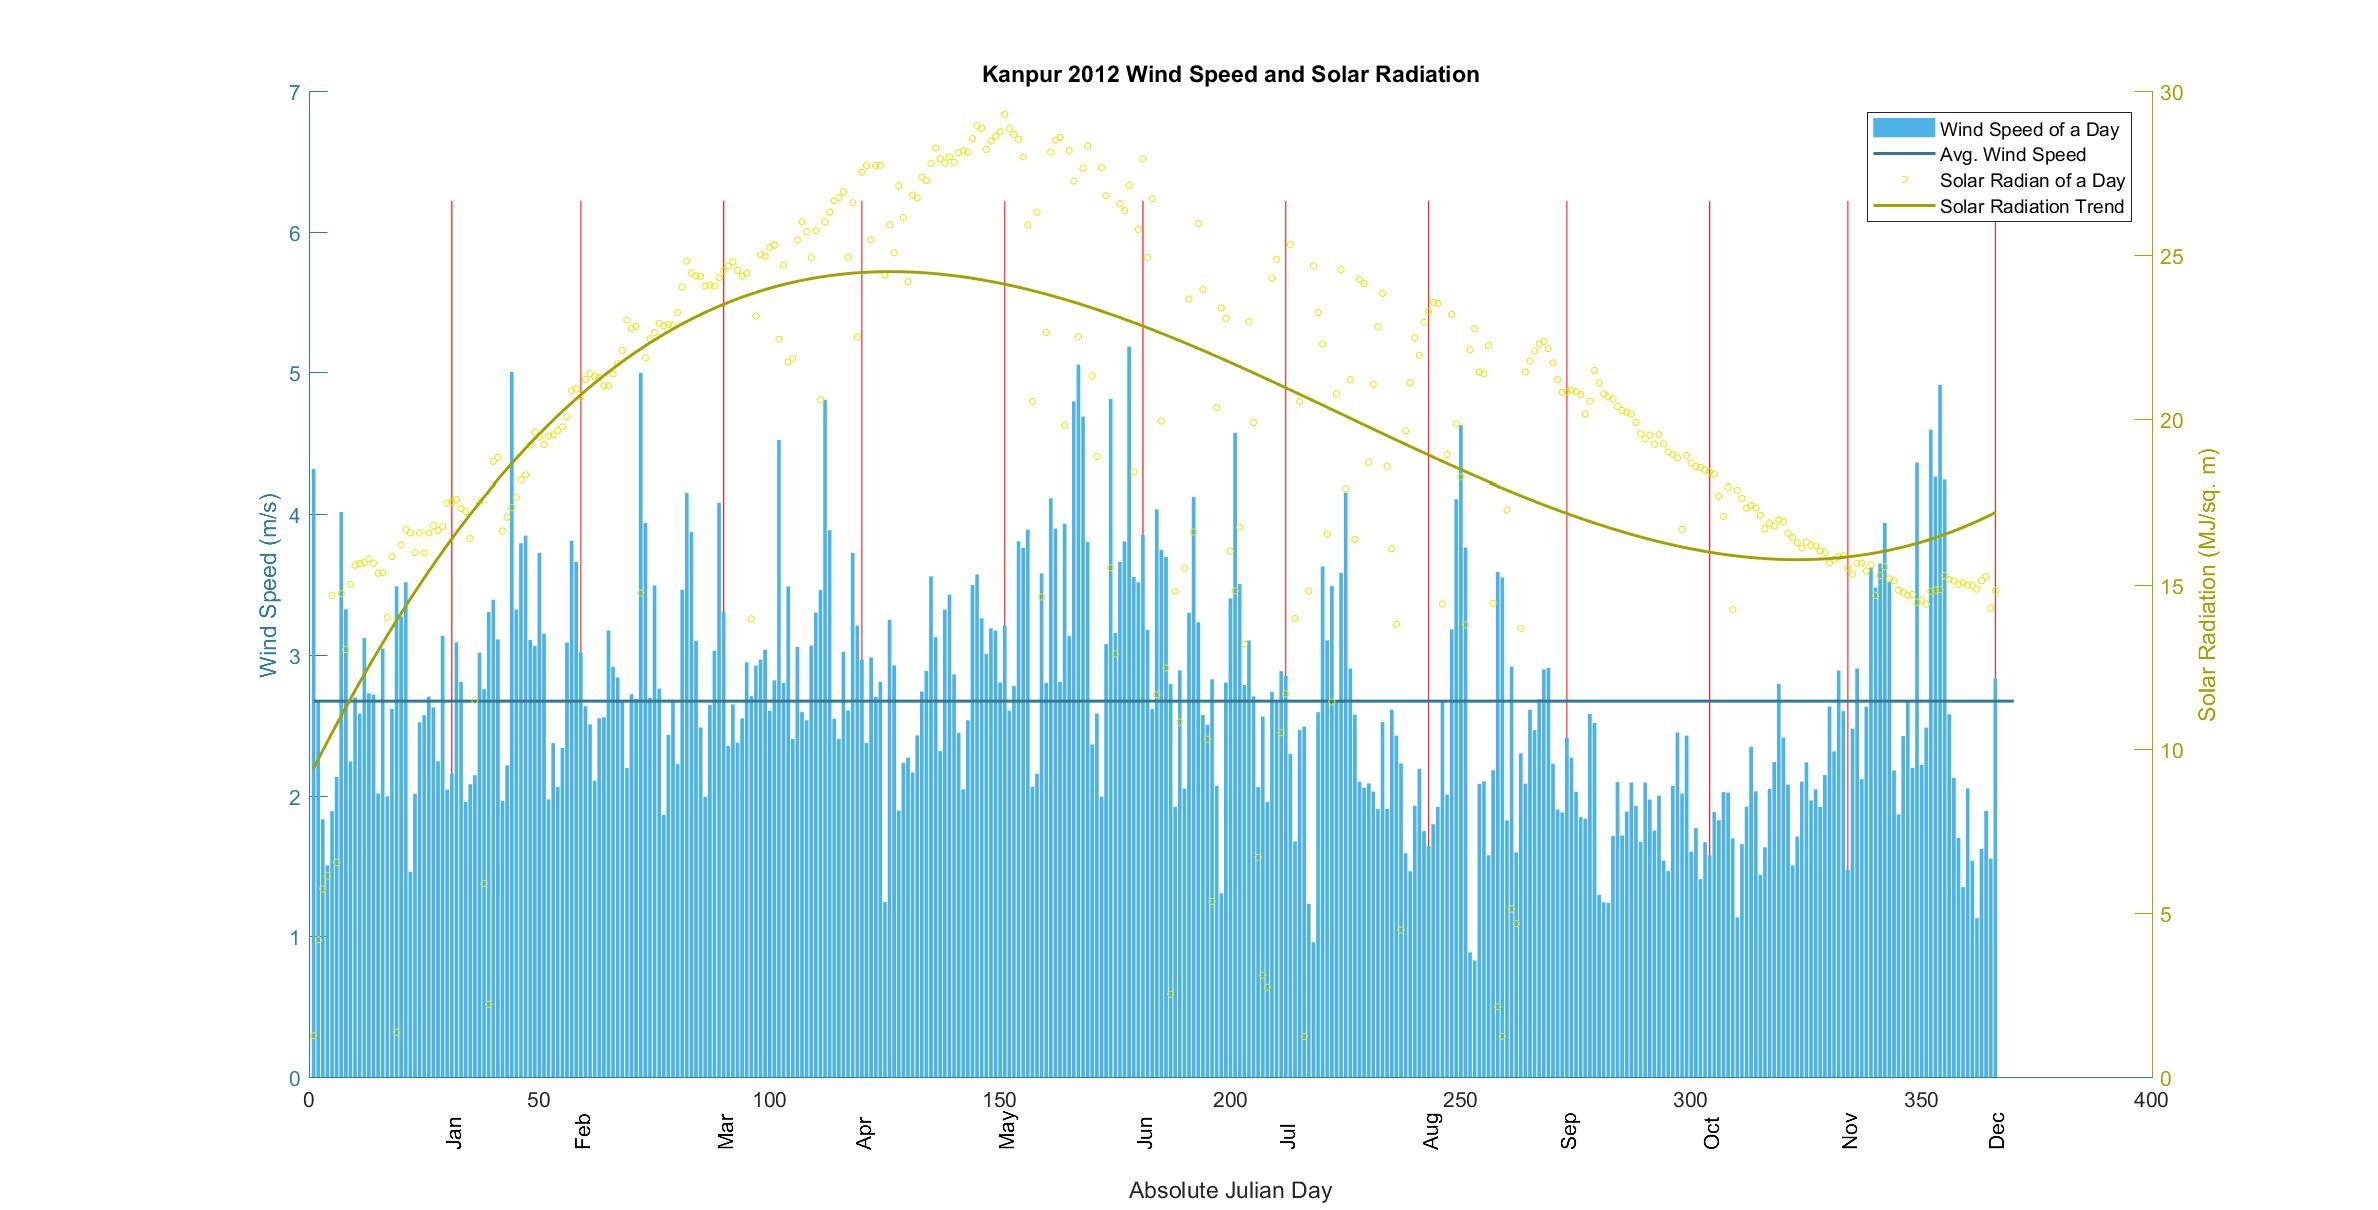 Kanpur 2012 Wind Speed and Solar Radiation
Wind Speed of a Day
Avg. Wind Speed
Solar Radian of a Day
Solar Radiation Trend
7
6
5
4
3
2
1
0
Wind Speed (m/s)
30
25
20
15
10
5
0
Solar Radiation (MJ/sq. m)
0 50 100 150 200 250 300 350 400
Jan Feb Mar Apr May Jun Jul Aug Sep Oct Nov Dec
Absolute Julian Day